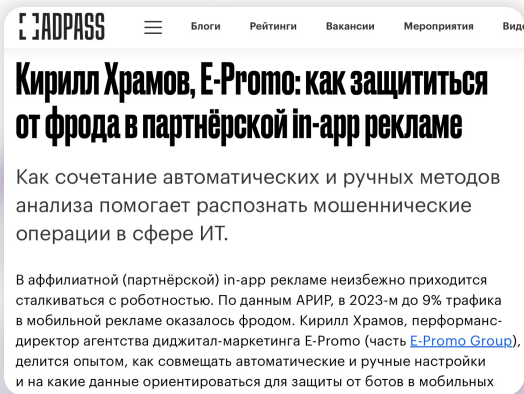 ADPASS
Блоги Рейтинги Вакансии Мероприятия
Кирилл Храмов, E-Promo: как защититься
от фрода в партнёрской in-app рекламе
Как сочетание автоматических и ручных методов
анализа помогает распознать мошеннические
операции в сфере ИТ.
В аффилиатной (партнёрской) in-app рекламе неизбежно приходится
сталкиваться с роботностью. По данным АРИР, в 2023-м до 9% трафика
в мобильной рекламе оказалось фродом. Кирилл Храмов, перформанс-
директор агентства диджитал-маркетинга E-Promo (часть E-Promo Group),
делится опытом, как совмещать автоматические и ручные настройки
и на какие данные ориентироваться для защиты от ботов в мобильных